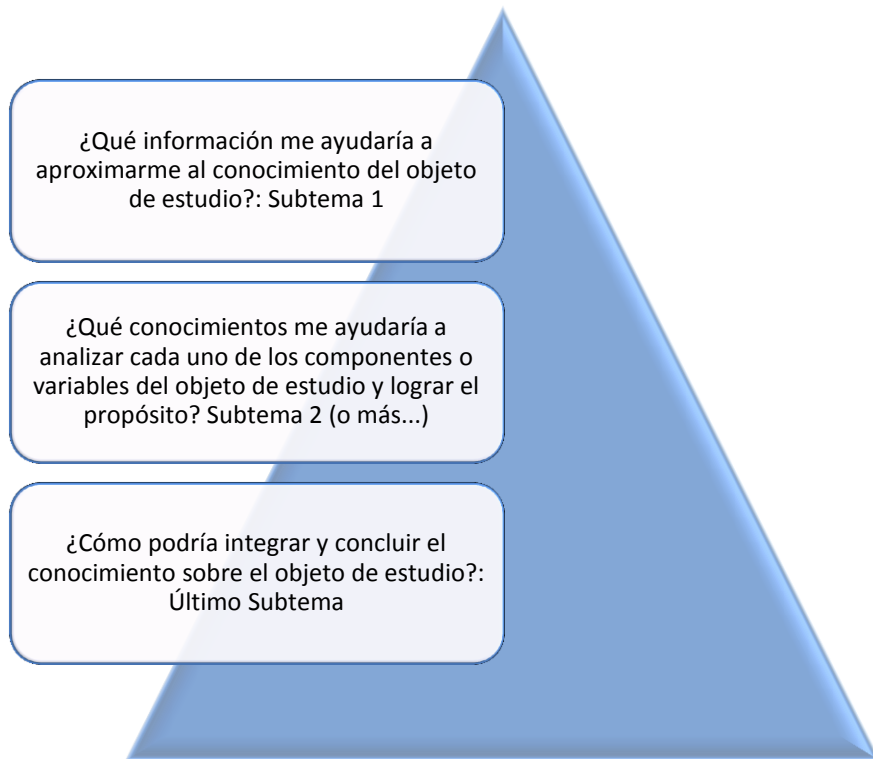 ¿Qué información me ayudaría a
aproximarme al conocimiento del objeto
de estudio?: Subtema 1
¿Qué conocimientos me ayudaría a
analizar cada uno de los componentes o
variables del objeto de estudio y lograr el
propósito? Subtema 2 (o más...)
¿Cómo podría integrar y concluir el
conocimiento sobre el objeto de estudio?:
Último Subtema